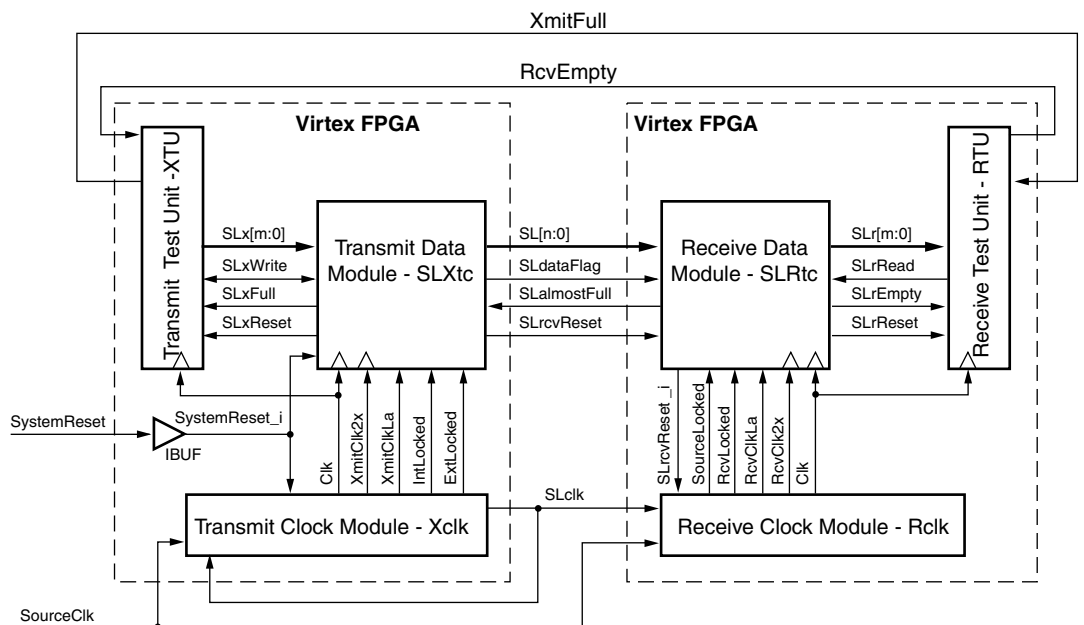 XmitFull
RcvEmpty
Virtex FPGA
Virtex FPGA
Transmit Test Unit -XTU
SLx[m:0]
SLxWrite
SLxFull
SLxReset
Transmit Data
Module - SLXtc
SL[n:0]
SLdataFlag
SLalmostFull
SLrcvReset
Receive Data
Module - SLRtc
SLr[m:0]
SLrRead
SLrEmpty
SLrReset
Receive Test Unit - RTU
SystemReset
IBUF
SystemReset_i
Clk
XmitClk2x
XmitClkLa
IntLocked
ExtLocked
SLrcvReset _i
SourceLocked
RcvLocked
RcvClkLa
RcvClk2x
Clk
Transmit Clock Module - Xclk
SLclk
Receive Clock Module - Rclk
SourceClk